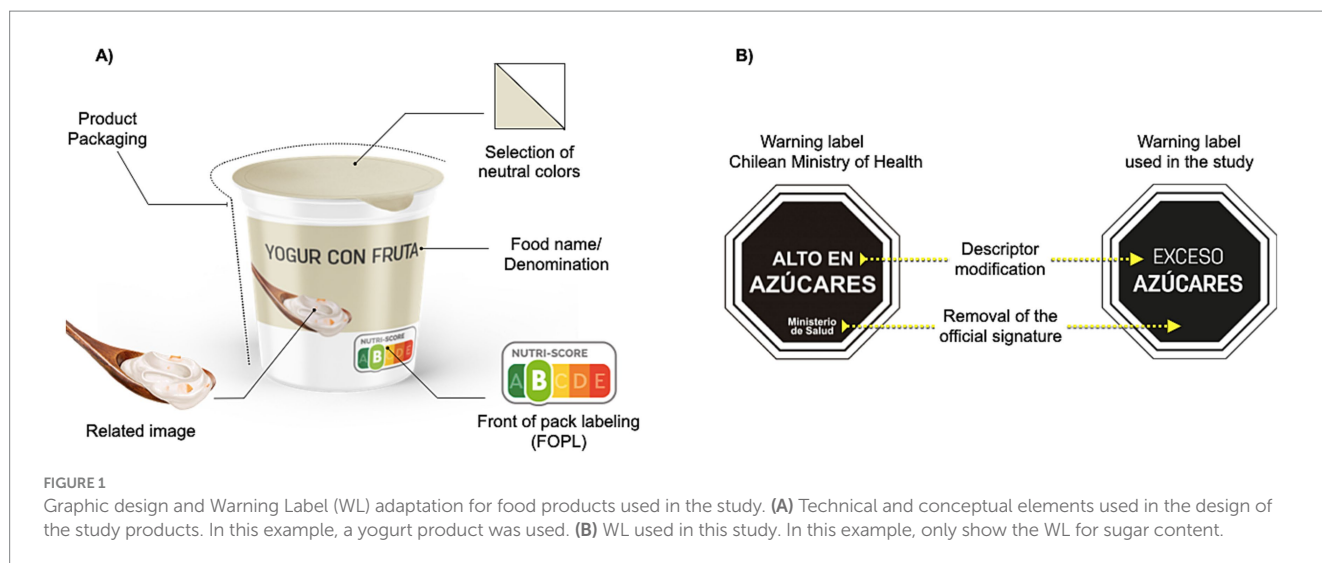 A)
Product
Packaging
Selection of
neutral colors
YOGUR CON FRUTA
Food name/
Denomination
NUTRI-SCORE
A B C D E
Related image
NUTRI-SCORE
A B C D E
Front of pack labeling
(FOPL)
B)
Warning label
Chilean Ministry of Health
Warning label
used in the study
ALTO EN
AZÚCARES
Ministerio
de Salud
Descriptor
modification
Removal of the
official signature
EXCESO
AZÚCARES
FIGURE 1
Graphic design and Warning Label (WL) adaptation for food products used in the study. (A) Technical and conceptual elements used in the design of
the study products. In this example, a yogurt product was used. (B) WL used in this study. In this example, only show the WL for sugar content.